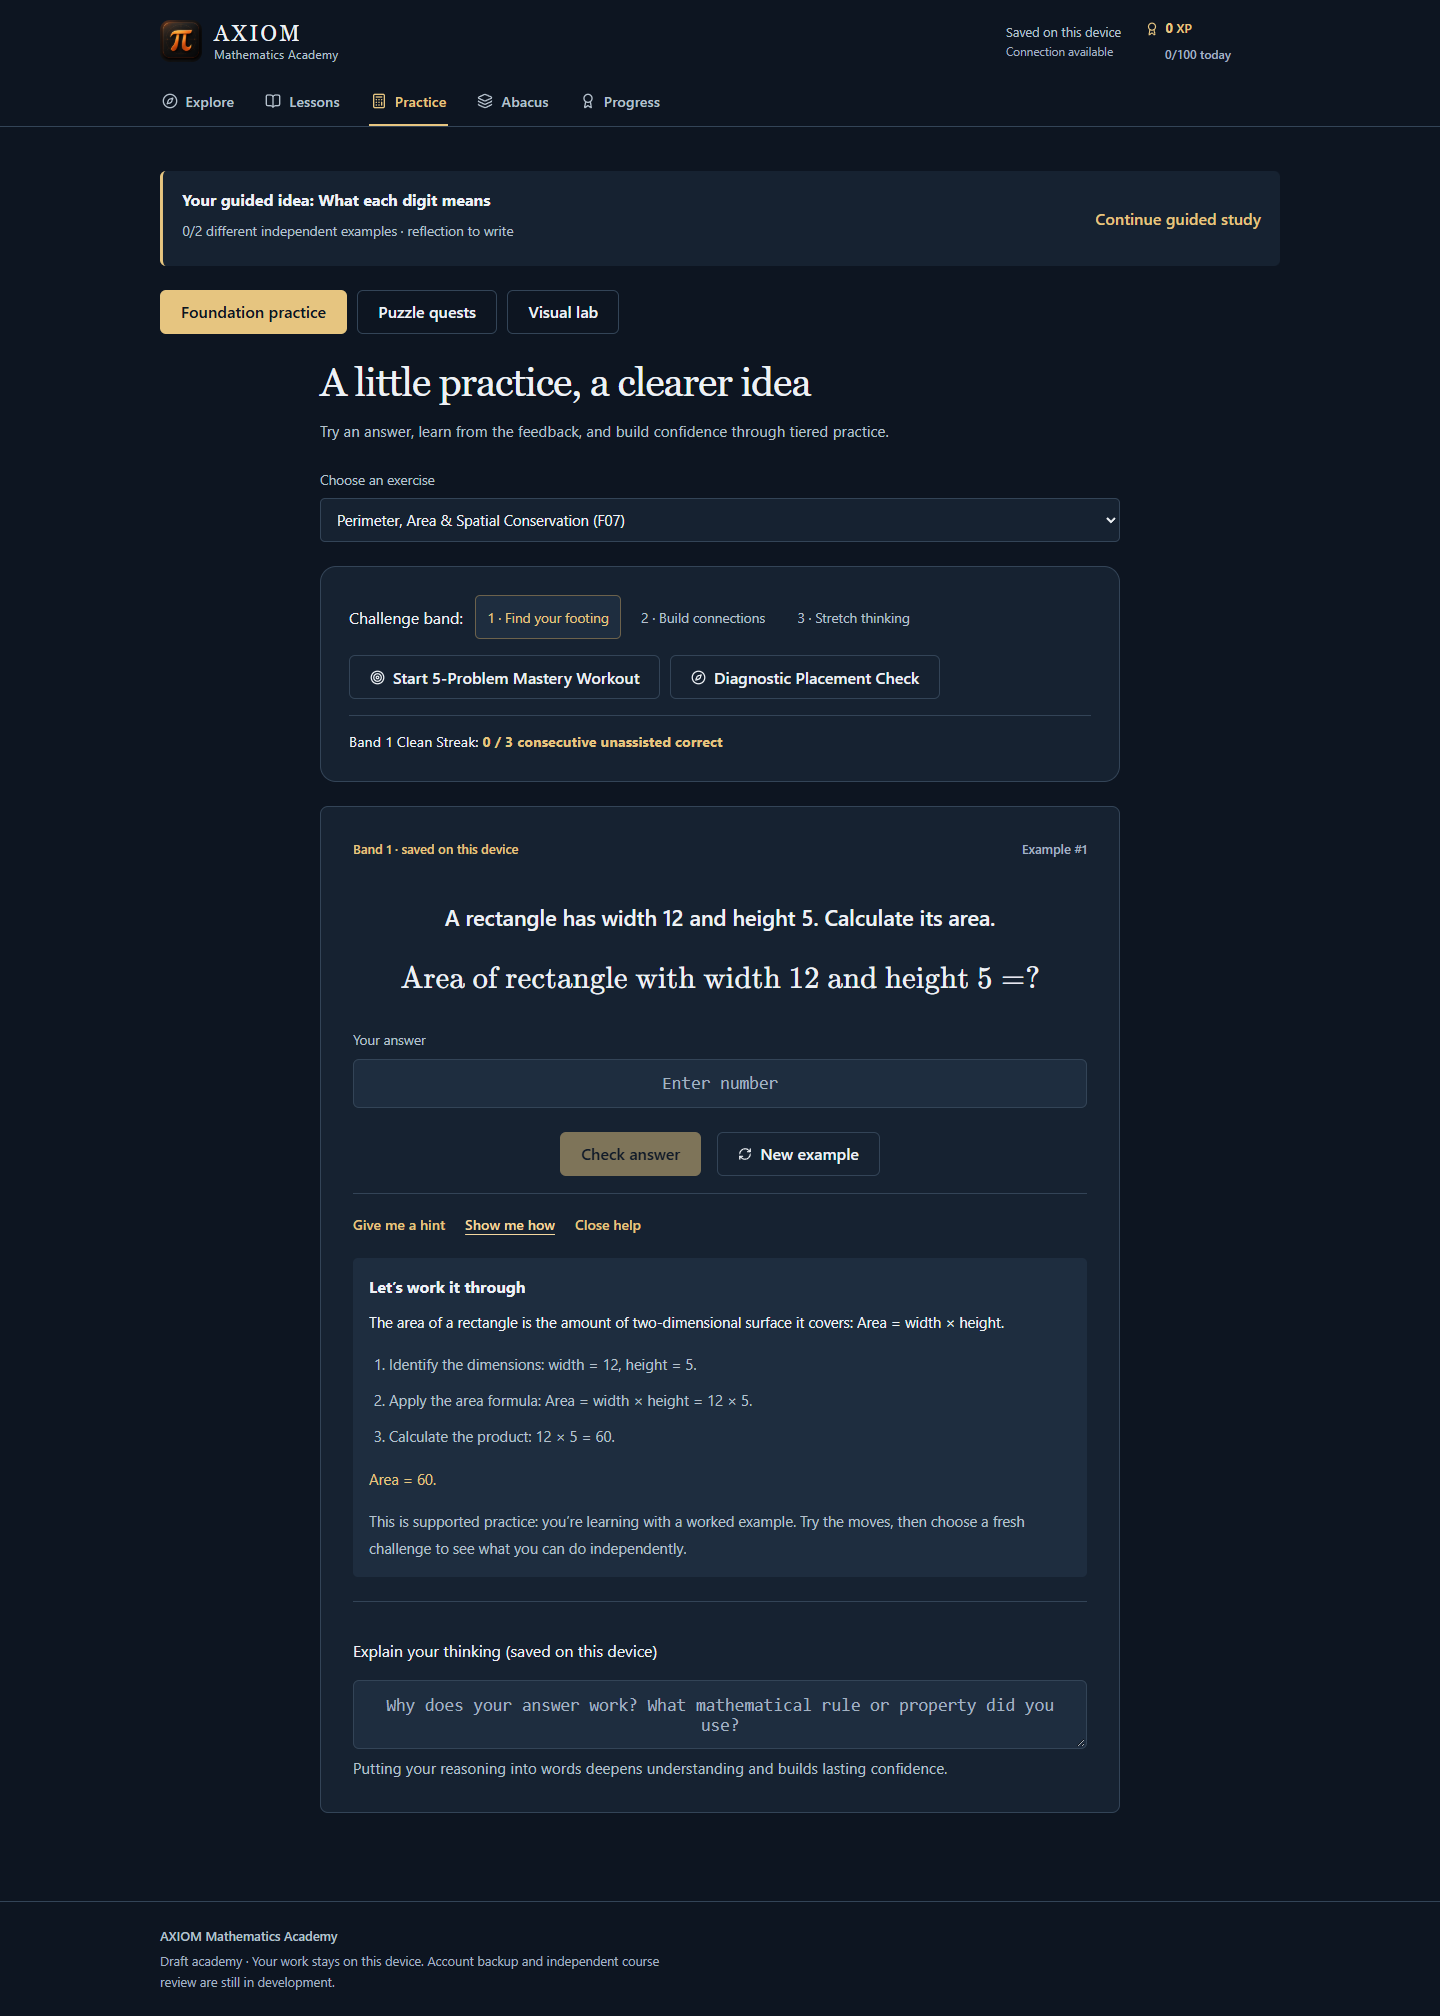 π AXIOM
Mathematics Academy
Saved on this device
Connection available
0 XP
0/100 today
Explore
Lessons
Practice
Abacus
Progress
Your guided idea: What each digit means
0/2 different independent examples · reflection to write
Continue guided study
Foundation practice
Puzzle quests
Visual lab
A little practice, a clearer idea
Try an answer, learn from the feedback, and build confidence through tiered practice.
Choose an exercise
Perimeter, Area & Spatial Conservation (F07)
Challenge band:
1 · Find your footing
2 · Build connections
3 · Stretch thinking
Start 5-Problem Mastery Workout
Diagnostic Placement Check
Band 1 Clean Streak: 0 / 3 consecutive unassisted correct
Band 1 · saved on this device
Example #1
A rectangle has width 12 and height 5. Calculate its area.
Area of rectangle with width 12 and height 5 =?
Your answer
Enter number
Check answer
New example
Give me a hint
Show me how
Close help
Let's work it through
The area of a rectangle is the amount of two-dimensional surface it covers: Area = width × height.
1. Identify the dimensions: width = 12, height = 5.
2. Apply the area formula: Area = width × height = 12 × 5.
3. Calculate the product: 12 × 5 = 60.
Area = 60.
This is supported practice: you're learning with a worked example. Try the moves, then choose a fresh
challenge to see what you can do independently.
Explain your thinking (saved on this device)
Why does your answer work? What mathematical rule or property did you
use?
Putting your reasoning into words deepens understanding and builds lasting confidence.
AXIOM Mathematics Academy
Draft academy · Your work stays on this device. Account backup and independent course
review are still in development.